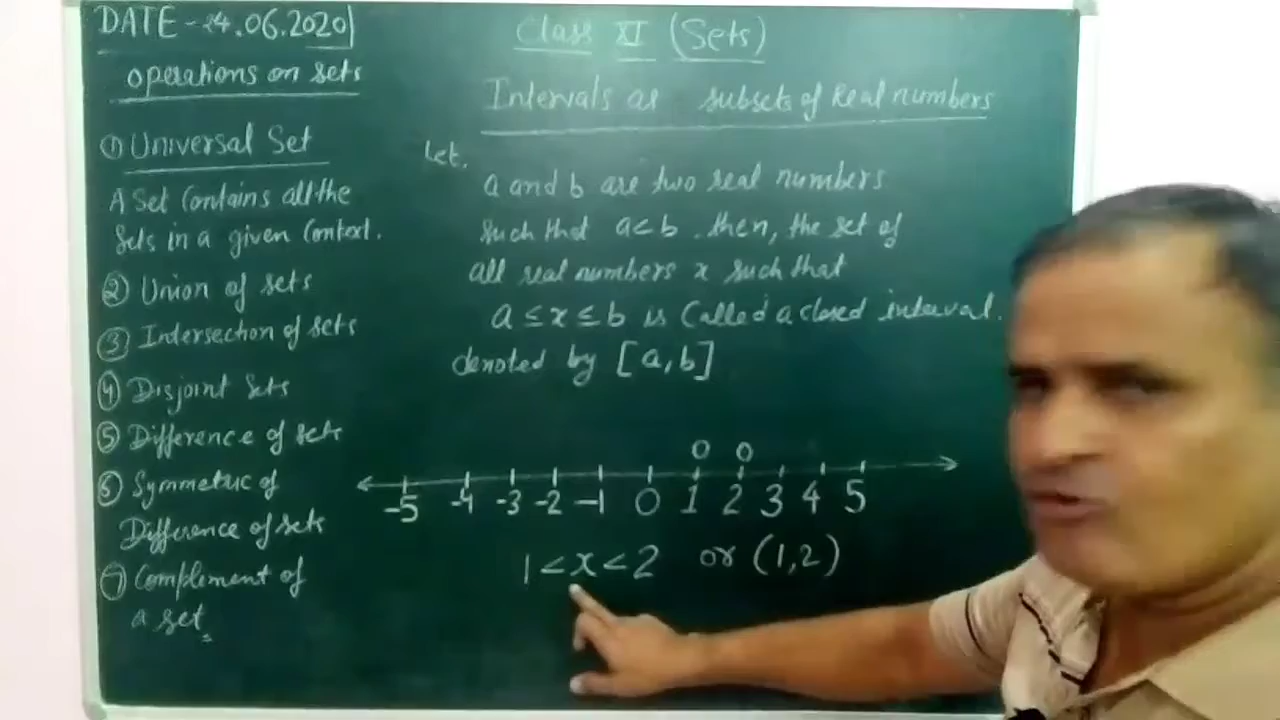 DATE - 24.06.2020
operations on sets
① Universal Set
A Set Contains all the
Sets in a given Context.
② Union of sets
③ Intersection of sets
④ Disjoint Sets
⑤ Difference of sets
⑥ Symmetric of
Difference of sets
⑦ Complement of
a set
Class XI (Sets)
Intervals as subsets of Real numbers
Let.
a and b are two real numbers
Such that a<b . then, the set of
all real numbers x such that
a ≤ x ≤ b is Called a closed interval.
denoted by [a,b]
0 0
-5 -4 -3 -2 -1 0 1 2 3 4 5
1 < x < 2 or (1,2)